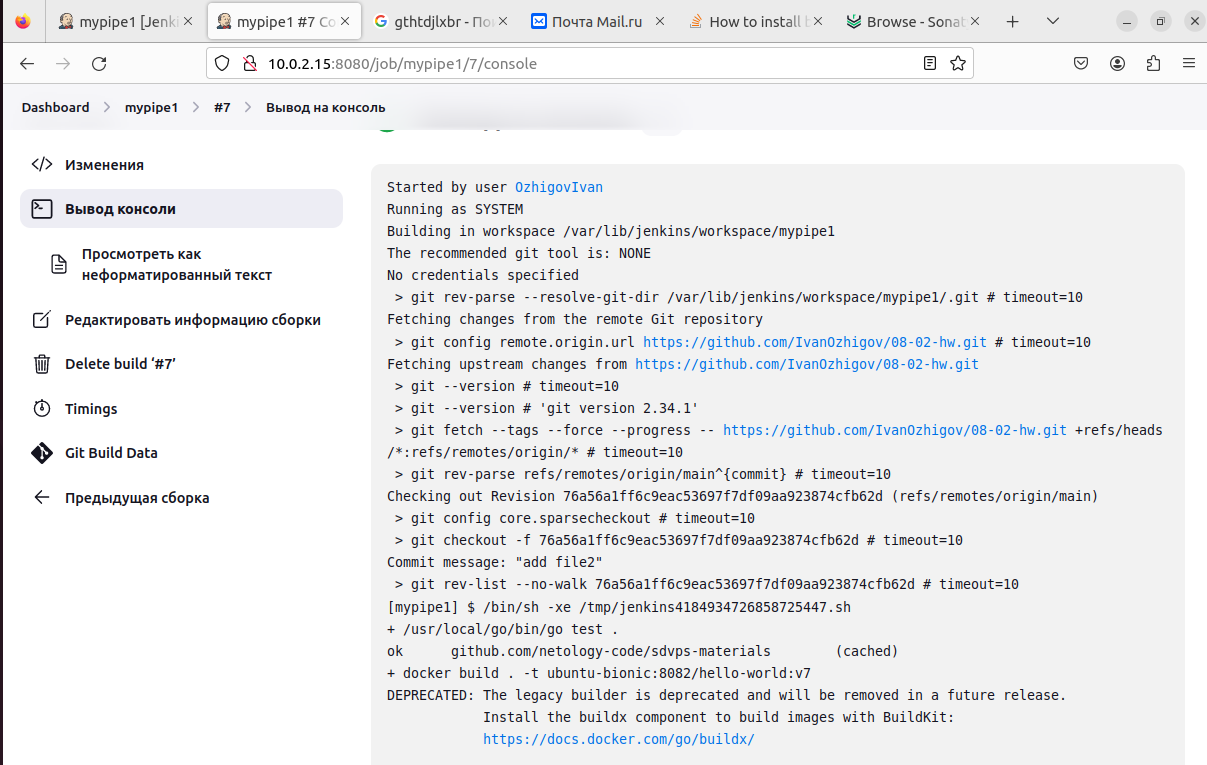 mypipe1 [Jenki
mypipe1 #7 Co
gthtdjlxbr - Пои
Почта Mail.ru
How to install b
Browse - Sonat
10.0.2.15:8080/job/mypipe1/7/console
Dashboard
mypipe1
#7
Вывод на консоль
Изменения
Вывод консоли
Просмотреть как
неформатированный текст
Редактировать информацию сборки
Delete build ‘#7’
Timings
Git Build Data
Предыдущая сборка
Started by user OzhigovIvan
Running as SYSTEM
Building in workspace /var/lib/jenkins/workspace/mypipe1
The recommended git tool is: NONE
No credentials specified
> git rev-parse --resolve-git-dir /var/lib/jenkins/workspace/mypipe1/.git # timeout=10
Fetching changes from the remote Git repository
> git config remote.origin.url https://github.com/IvanOzhigov/08-02-hw.git # timeout=10
Fetching upstream changes from https://github.com/IvanOzhigov/08-02-hw.git
> git --version # timeout=10
> git --version # 'git version 2.34.1'
> git fetch --tags --force --progress -- https://github.com/IvanOzhigov/08-02-hw.git +refs/heads
/*:refs/remotes/origin/* # timeout=10
> git rev-parse refs/remotes/origin/main^{commit} # timeout=10
Checking out Revision 76a56a1ff6c9eac53697f7df09aa923874cfb62d (refs/remotes/origin/main)
> git config core.sparsecheckout # timeout=10
> git checkout -f 76a56a1ff6c9eac53697f7df09aa923874cfb62d # timeout=10
Commit message: "add file2"
> git rev-list --no-walk 76a56a1ff6c9eac53697f7df09aa923874cfb62d # timeout=10
[mypipe1] $ /bin/sh -xe /tmp/jenkins4184934726858725447.sh
+ /usr/local/go/bin/go test .
ok github.com/netology-code/sdvps-materials (cached)
+ docker build . -t ubuntu-bionic:8082/hello-world:v7
DEPRECATED: The legacy builder is deprecated and will be removed in a future release.
Install the buildx component to build images with BuildKit:
https://docs.docker.com/go/buildx/